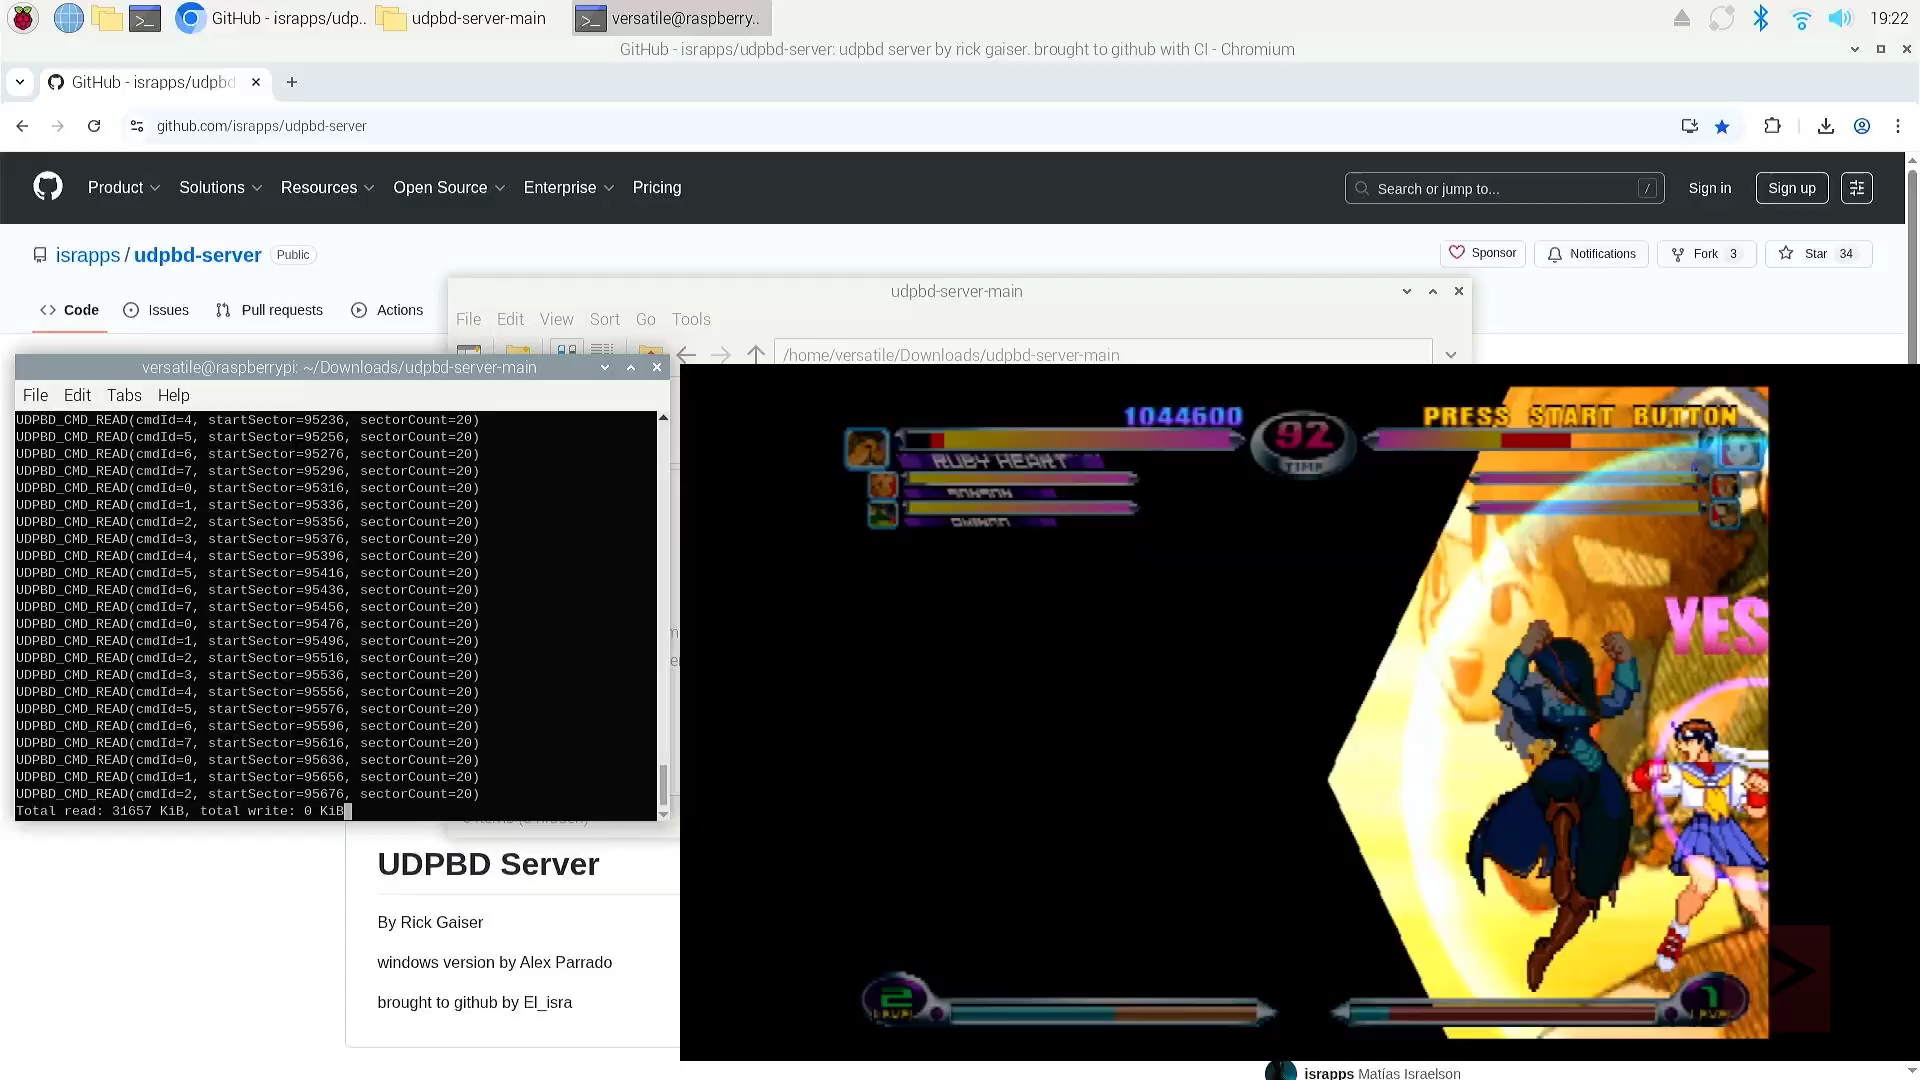 GitHub - israpps/udp..
udpbd-server-main
versatile@raspberry..
19:22
GitHub - israpps/udpbd-server: udpbd server by rick gaiser. brought to github with CI - Chromium
GitHub - israpps/udpbd
github.com/israpps/udpbd-server
Product
Solutions
Resources
Open Source
Enterprise
Pricing
Search or jump to...
/
Sign in
Sign up
israpps / udpbd-server
Public
Sponsor
Notifications
Fork 3
Star 34
Code
Issues
Pull requests
Actions
udpbd-server-main
File Edit View Sort Go Tools
/home/versatile/Downloads/udpbd-server-main
versatile@raspberrypi: ~/Downloads/udpbd-server-main
File Edit Tabs Help
UDPBD_CMD_READ(cmdId=4, startSector=95236, sectorCount=20)
UDPBD_CMD_READ(cmdId=5, startSector=95256, sectorCount=20)
UDPBD_CMD_READ(cmdId=6, startSector=95276, sectorCount=20)
UDPBD_CMD_READ(cmdId=7, startSector=95296, sectorCount=20)
UDPBD_CMD_READ(cmdId=0, startSector=95316, sectorCount=20)
UDPBD_CMD_READ(cmdId=1, startSector=95336, sectorCount=20)
UDPBD_CMD_READ(cmdId=2, startSector=95356, sectorCount=20)
UDPBD_CMD_READ(cmdId=3, startSector=95376, sectorCount=20)
UDPBD_CMD_READ(cmdId=4, startSector=95396, sectorCount=20)
UDPBD_CMD_READ(cmdId=5, startSector=95416, sectorCount=20)
UDPBD_CMD_READ(cmdId=6, startSector=95436, sectorCount=20)
UDPBD_CMD_READ(cmdId=7, startSector=95456, sectorCount=20)
UDPBD_CMD_READ(cmdId=0, startSector=95476, sectorCount=20)
UDPBD_CMD_READ(cmdId=1, startSector=95496, sectorCount=20)
UDPBD_CMD_READ(cmdId=2, startSector=95516, sectorCount=20)
UDPBD_CMD_READ(cmdId=3, startSector=95536, sectorCount=20)
UDPBD_CMD_READ(cmdId=4, startSector=95556, sectorCount=20)
UDPBD_CMD_READ(cmdId=5, startSector=95576, sectorCount=20)
UDPBD_CMD_READ(cmdId=6, startSector=95596, sectorCount=20)
UDPBD_CMD_READ(cmdId=7, startSector=95616, sectorCount=20)
UDPBD_CMD_READ(cmdId=0, startSector=95636, sectorCount=20)
UDPBD_CMD_READ(cmdId=1, startSector=95656, sectorCount=20)
UDPBD_CMD_READ(cmdId=2, startSector=95676, sectorCount=20)
Total read: 31657 KiB, total write: 0 KiB
1044600
92
TIME
PRESS START BUTTON
RUBY HEART
YES
2
LEVEL
1
LEVEL
UDPBD Server
By Rick Gaiser
windows version by Alex Parrado
brought to github by El_isra
israpps Matías Israelson